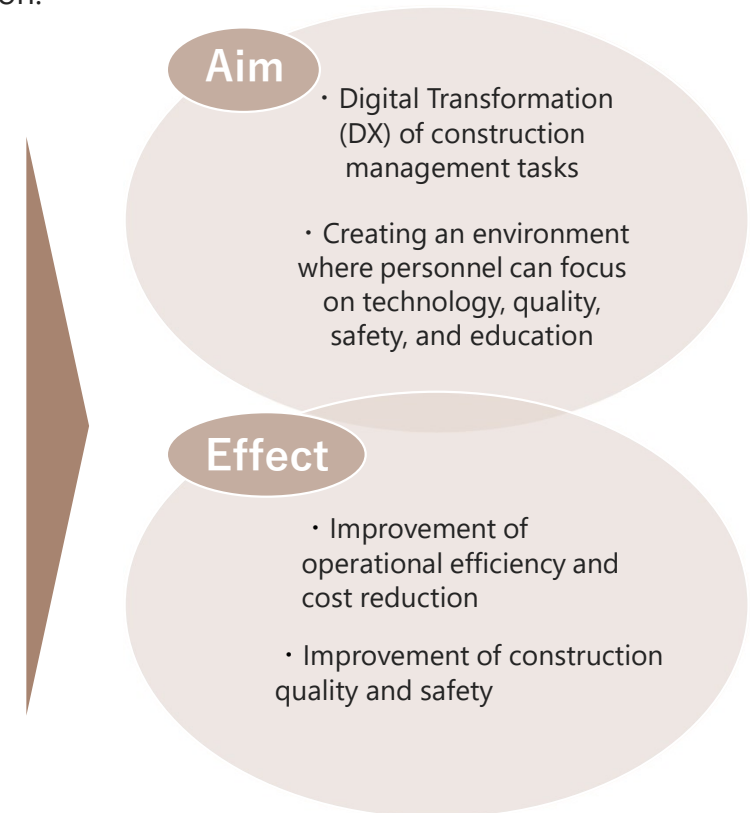 on.
Aim
・Digital Transformation
(DX) of construction
management tasks
・Creating an environment
where personnel can focus
on technology, quality,
safety, and education
Effect
・Improvement of
operational efficiency and
cost reduction
・Improvement of construction
quality and safety